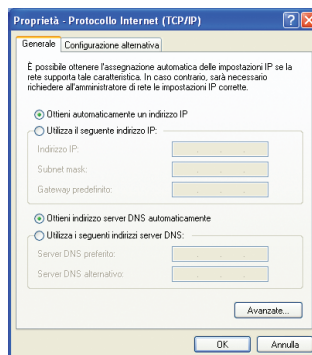 Proprietà - Protocollo Internet (TCP/IP)
Generale Configurazione alternativa
È possibile ottenere l'assegnazione automatica delle impostazioni IP se la
rete supporta tale caratteristica. In caso contrario, sarà necessario
richiedere all'amministratore di rete le impostazioni IP corrette.
Ottieni automaticamente un indirizzo IP
Utilizza il seguente indirizzo IP:
Indirizzo IP:
Subnet mask:
Gateway predefinito:
Ottieni indirizzo server DNS automaticamente
Utilizza i seguenti indirizzi server DNS:
Server DNS preferito:
Server DNS alternativo:
Avanzate...
OK Annulla